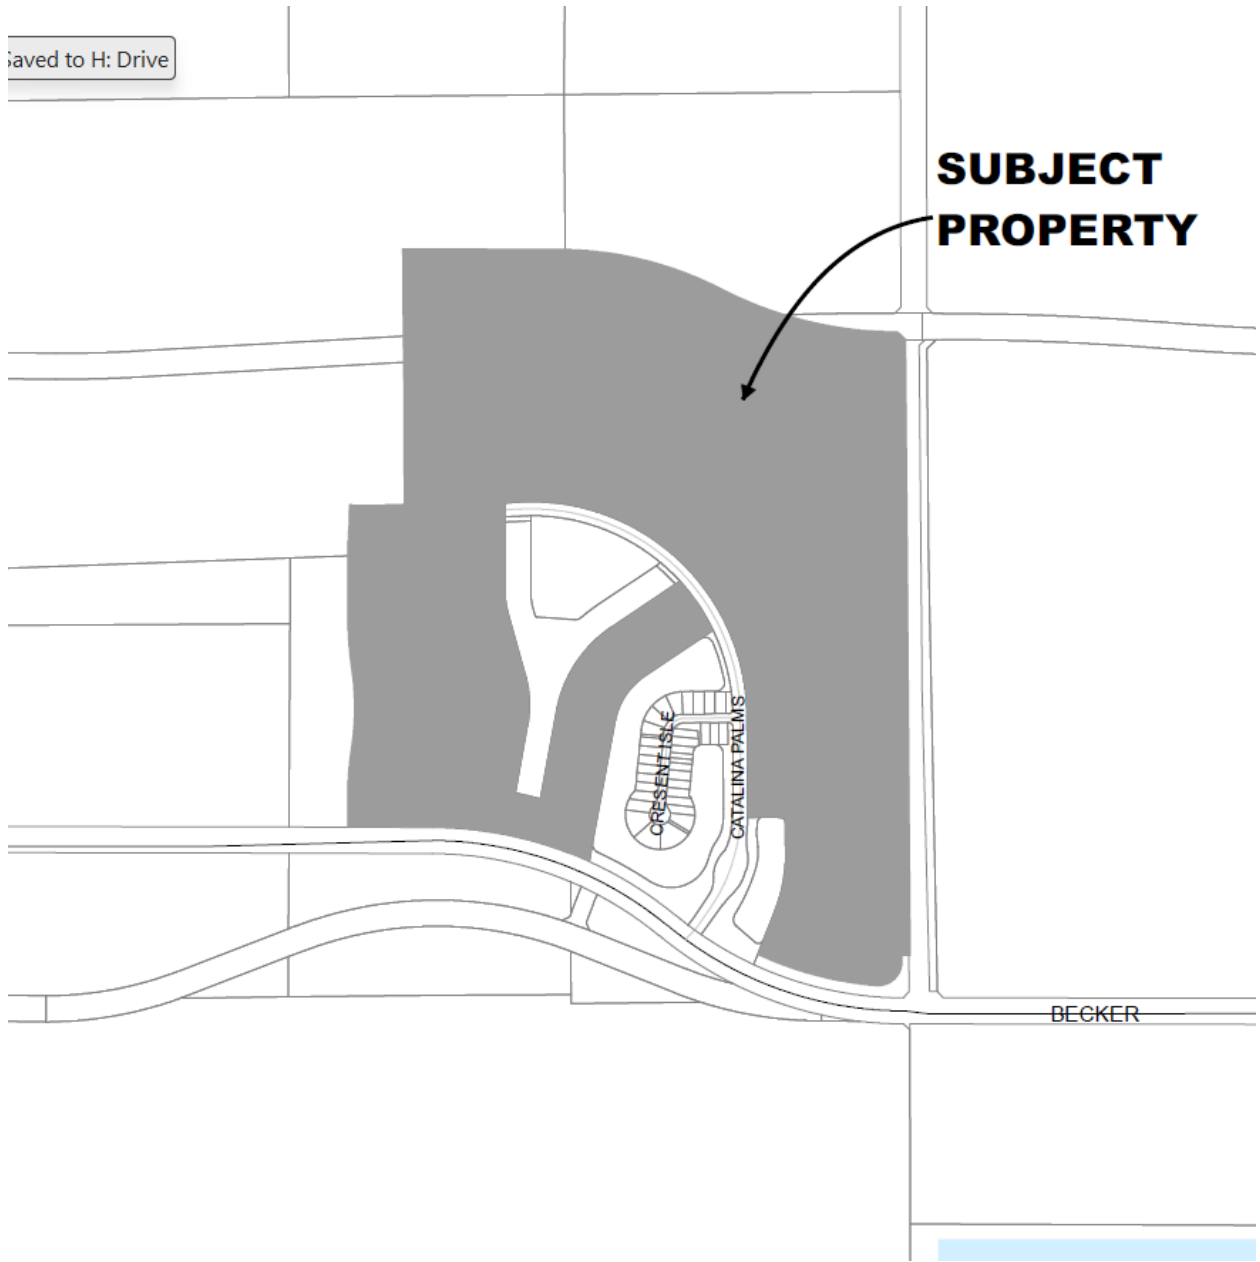 Saved to H: Drive
SUBJECT
PROPERTY
CRESENT ISLE
CATALINA PALMS
BECKER